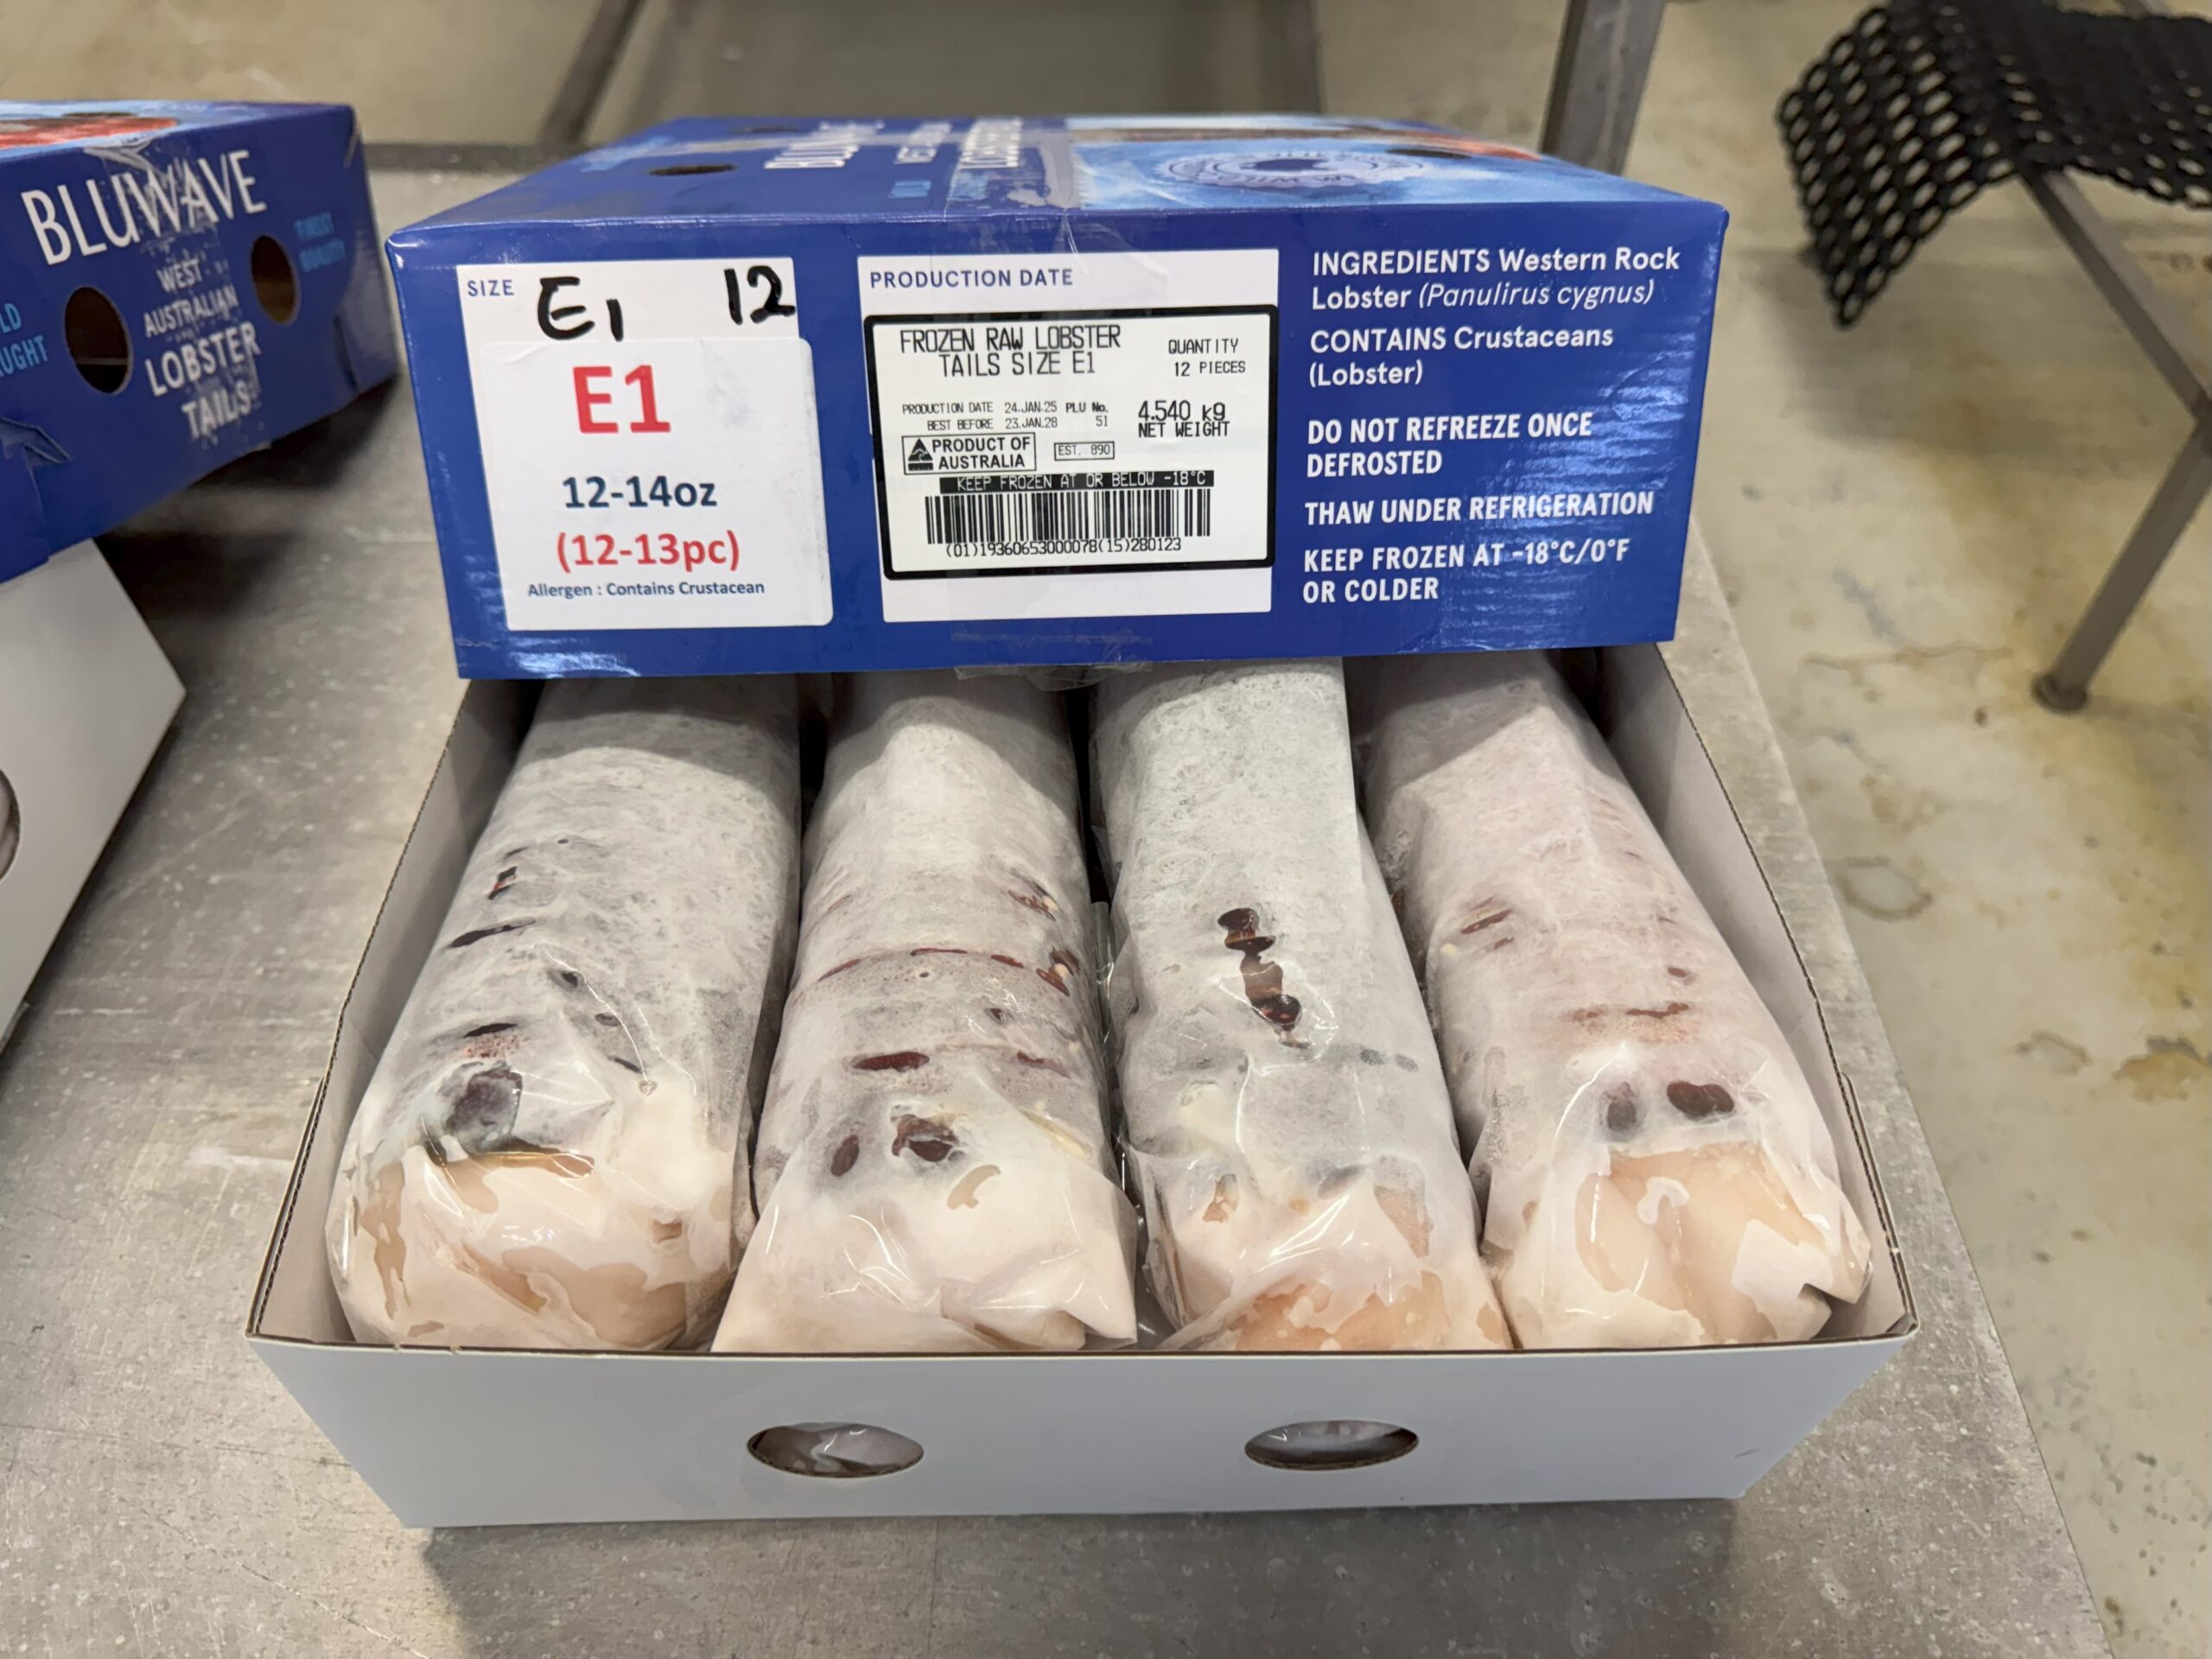 BLUWAVE
WEST
AUSTRALIAN
LOBSTER
TAILS
FINEST
QUALITY
SIZE E1 12
E1
12-14oz
(12-13pc)
Allergen : Contains Crustacean
PRODUCTION DATE
FROZEN RAW LOBSTER
TAILS SIZE E1
QUANTITY
12 PIECES
PRODUCTION DATE 24.JAN.25 PLU No.
BEST BEFORE 23.JAN.28 51
4.540 kg
NET WEIGHT
PRODUCT OF
AUSTRALIA
EST. 890
KEEP FROZEN AT OR BELOW -18°C
(01)19360653000078(15)280123
INGREDIENTS Western Rock
Lobster (Panulirus cygnus)
CONTAINS Crustaceans
(Lobster)
DO NOT REFREEZE ONCE
DEFROSTED
THAW UNDER REFRIGERATION
KEEP FROZEN AT -18°C/0°F
OR COLDER